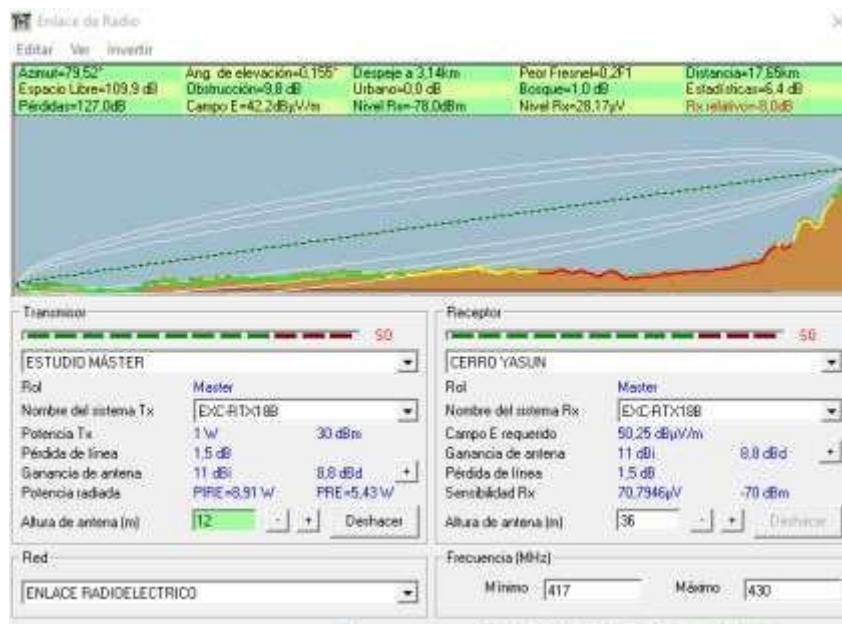 Enlace de Radio
Editar Ver Invertir
Azimut=79,52° Ang. de elevación=0,155° Despeje a 3,14km Peor Fresnel=0,2F1 Distancia=17,65km
Espacio Libre=109,9 dB Obstrucción=9,8 dB Urbano=0,0 dB Bosque=1,0 dB Estadísticas=6,4 dB
Pérdidas=127,0dB Campo E=42,2dBµV/m Nivel Rx=-78,0dBm Nivel Rx=28,17µV Rx relativo=-8,0dB
Transmisor
S0
ESTUDIO MÁSTER
Rol Master
Nombre del sistema Tx EXC-RTX18B
Potencia Tx 1 W 30 dBm
Pérdida de línea 1,5 dB
Ganancia de antena 11 dBi 8,8 dBd +
Potencia radiada PIRE=8,91 W PRE=5,43 W
Altura de antena (m) 12 - + Deshacer
Red
ENLACE RADIOELECTRICO
Receptor
S0
CERRO YASUN
Rol Master
Nombre del sistema Rx EXC-RTX18B
Campo E requerido 50,25 dBµV/m
Ganancia de antena 11 dBi 8,8 dBd +
Pérdida de línea 1,5 dB
Sensibilidad Rx 70,7946µV -70 dBm
Altura de antena (m) 36 - + Deshacer
Frecuencia (MHz)
Mínimo 417 Máximo 430